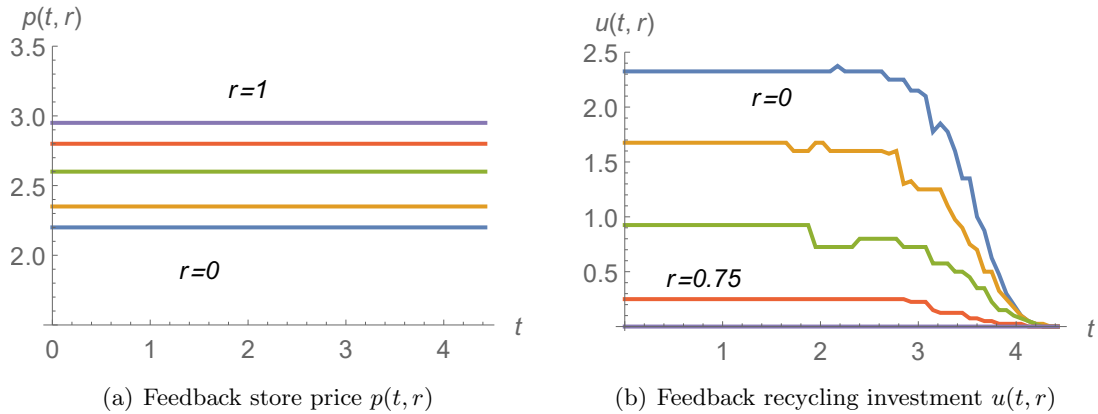 p(t, r)
3.5
3.0
2.5
2.0
r=1
r=0
0
1
2
3
4
t
(a) Feedback store price p(t, r)
u(t, r)
2.5
2.0
1.5
1.0
0.5
r=0
r=0.75
1
2
3
4
t
(b) Feedback recycling investment u(t, r)